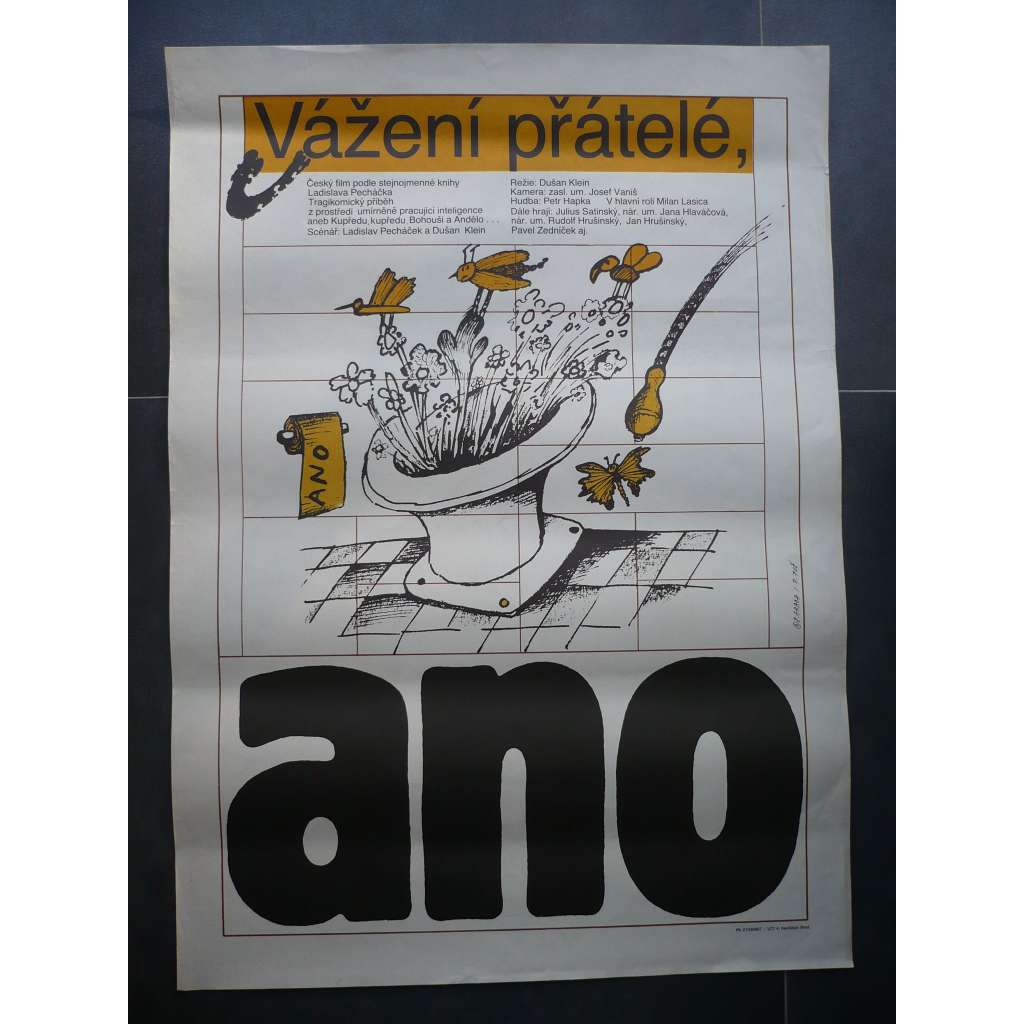 Vážení přátelé,
Český film podle stejnojmenné knihy
Ladislava Pecháčka
Tragikomický příběh
z prostředí umírněně pracující inteligence
aneb Kupředu, kupředu Bohouši a Andělo . . .
Scénář: Ladislav Pecháček a Dušan Klein
Režie: Dušan Klein
Kamera: zasl. um. Josef Vaniš
Hudba: Petr Hapka V hlavní roli Milan Lasica
Dále hrají: Julius Satinský, nár. um. Jana Hlaváčová,
nár. um. Rudolf Hrušínský, Jan Hrušínský,
Pavel Zedníček aj.
ANO
ano